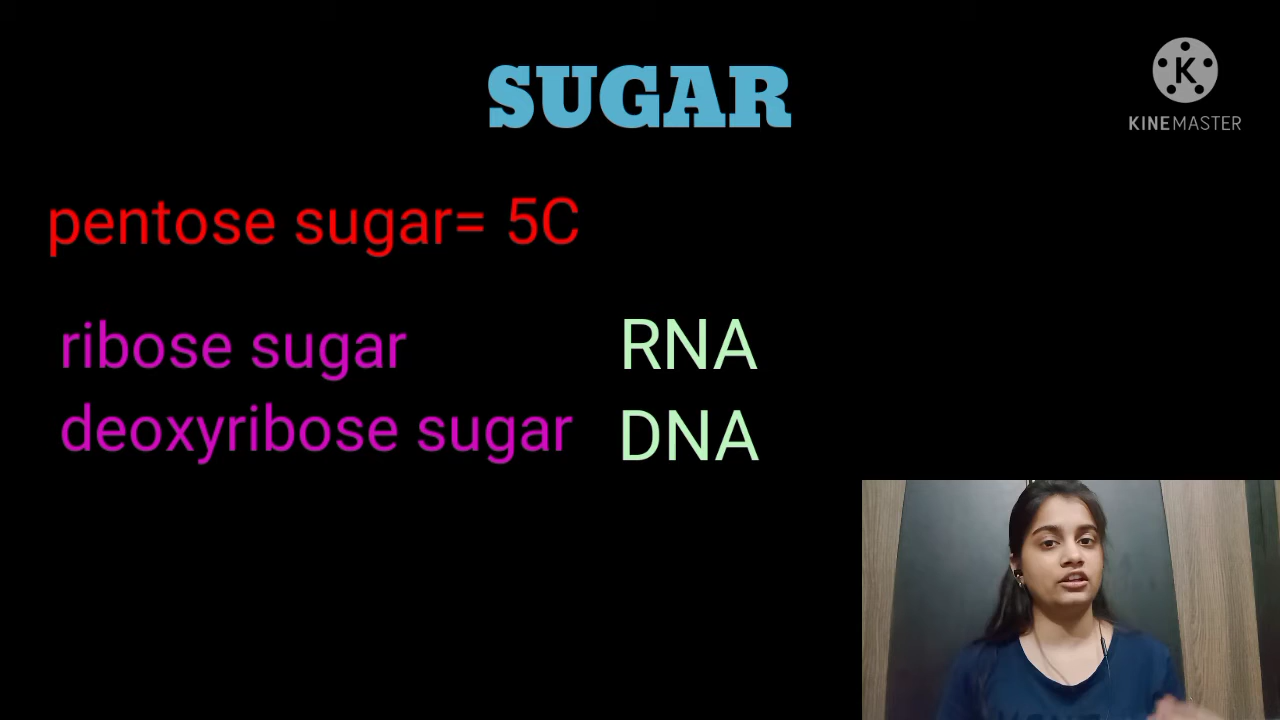 SUGAR
K
KINEMASTER
pentose sugar= 5C
ribose sugar RNA
deoxyribose sugar DNA